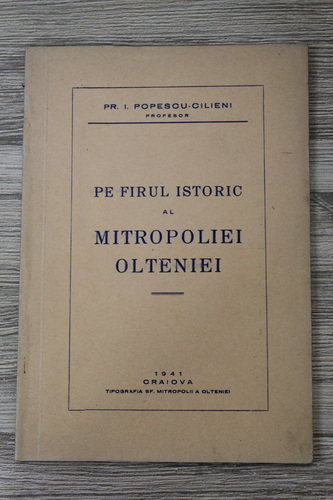 PR. I. POPESCU-CILIENI
PROFESOR
PE FIRUL ISTORIC
AL
MITROPOLIEI
OLTENIEI
1941
CRAIOVA
TIPOGRAFIA SF. MITROPOLII A OLTENIEI